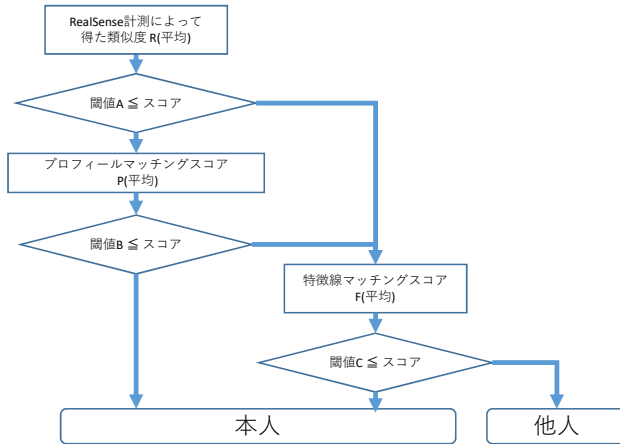 RealSense計測によって
得た類似度 R(平均)
閾値A ≦ スコア
プロフィールマッチングスコア
P(平均)
閾値B ≦ スコア
特徴線マッチングスコア
F(平均)
閾値C ≦ スコア
本人
他人